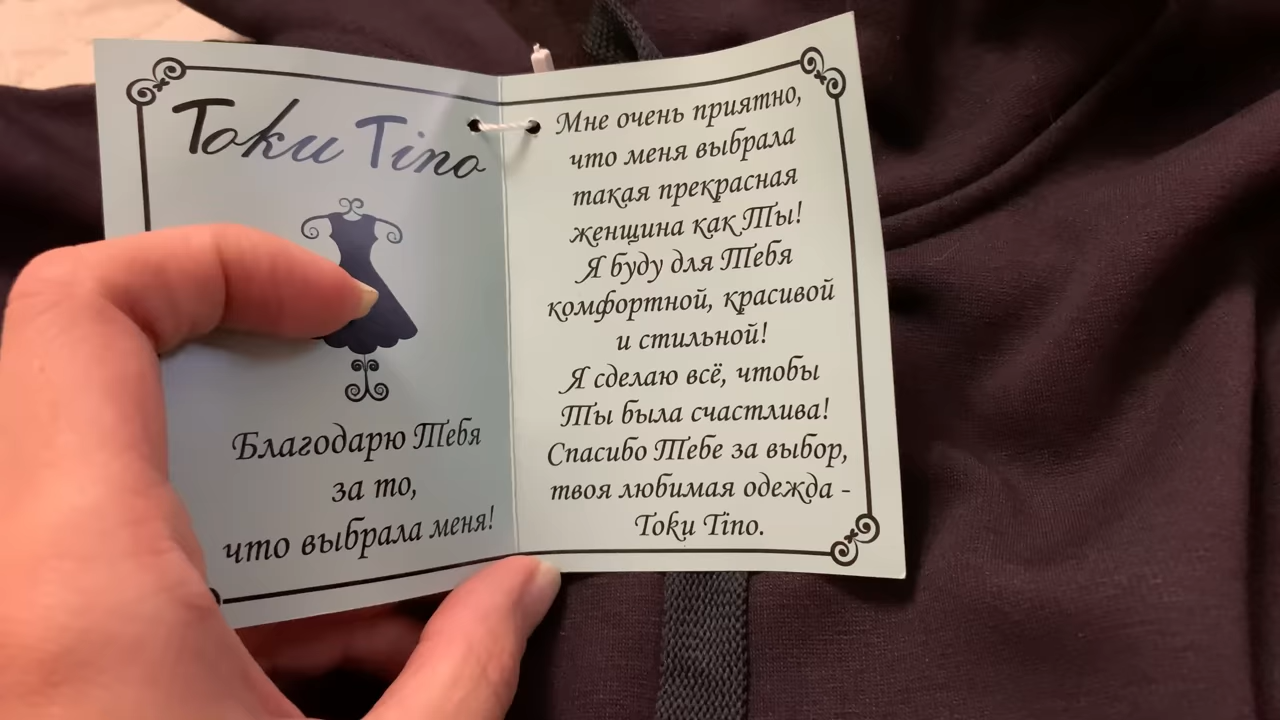 Toku Tino
Благодарю Тебя
за то,
что выбрала меня!
Мне очень приятно,
что меня выбрала
такая прекрасная
женщина как Ты!
Я буду для Тебя
комфортной, красивой
и стильной!
Я сделаю всё, чтобы
Ты была счастлива!
Спасибо Тебе за выбор,
твоя любимая одежда -
Toku Tino.